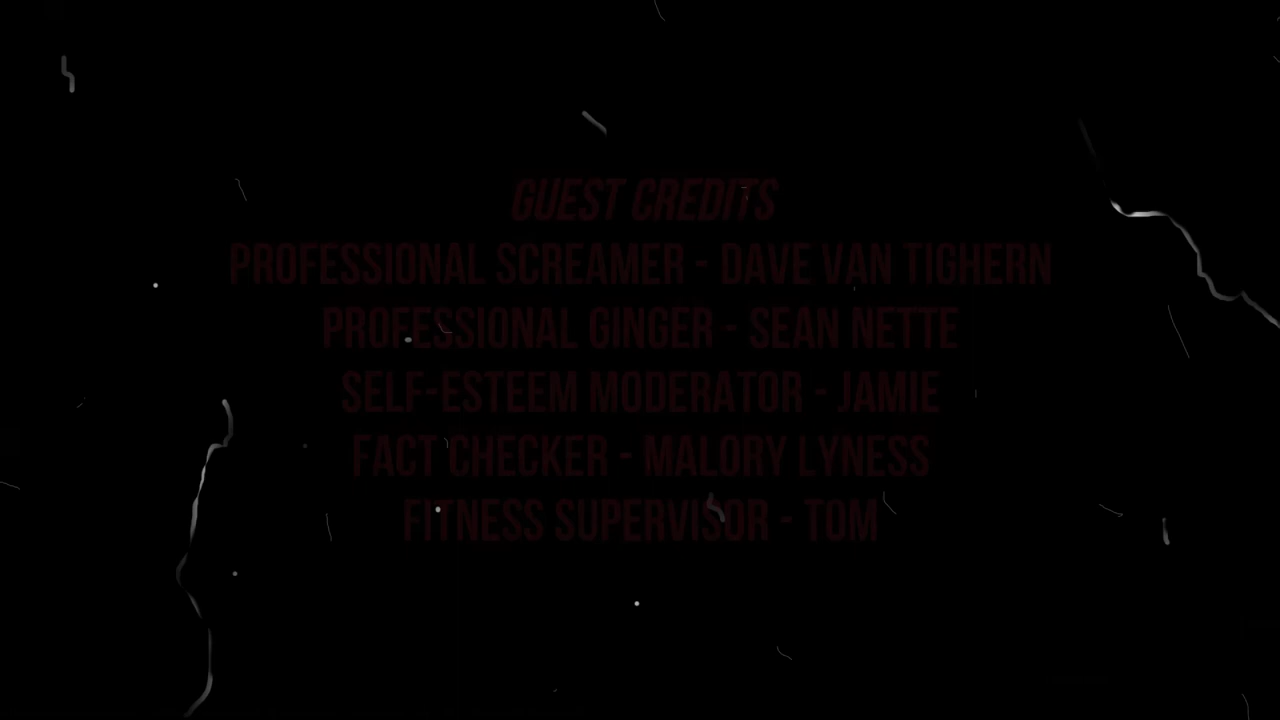 GUEST CREDITS
PROFESSIONAL SCREAMER - DAVE VAN TIGHERN
PROFESSIONAL GINGER - SEAN NETTE
SELF-ESTEEM MODERATOR - JAMIE
FACT CHECKER - MALORY LYNESS
FITNESS SUPERVISOR - TOM